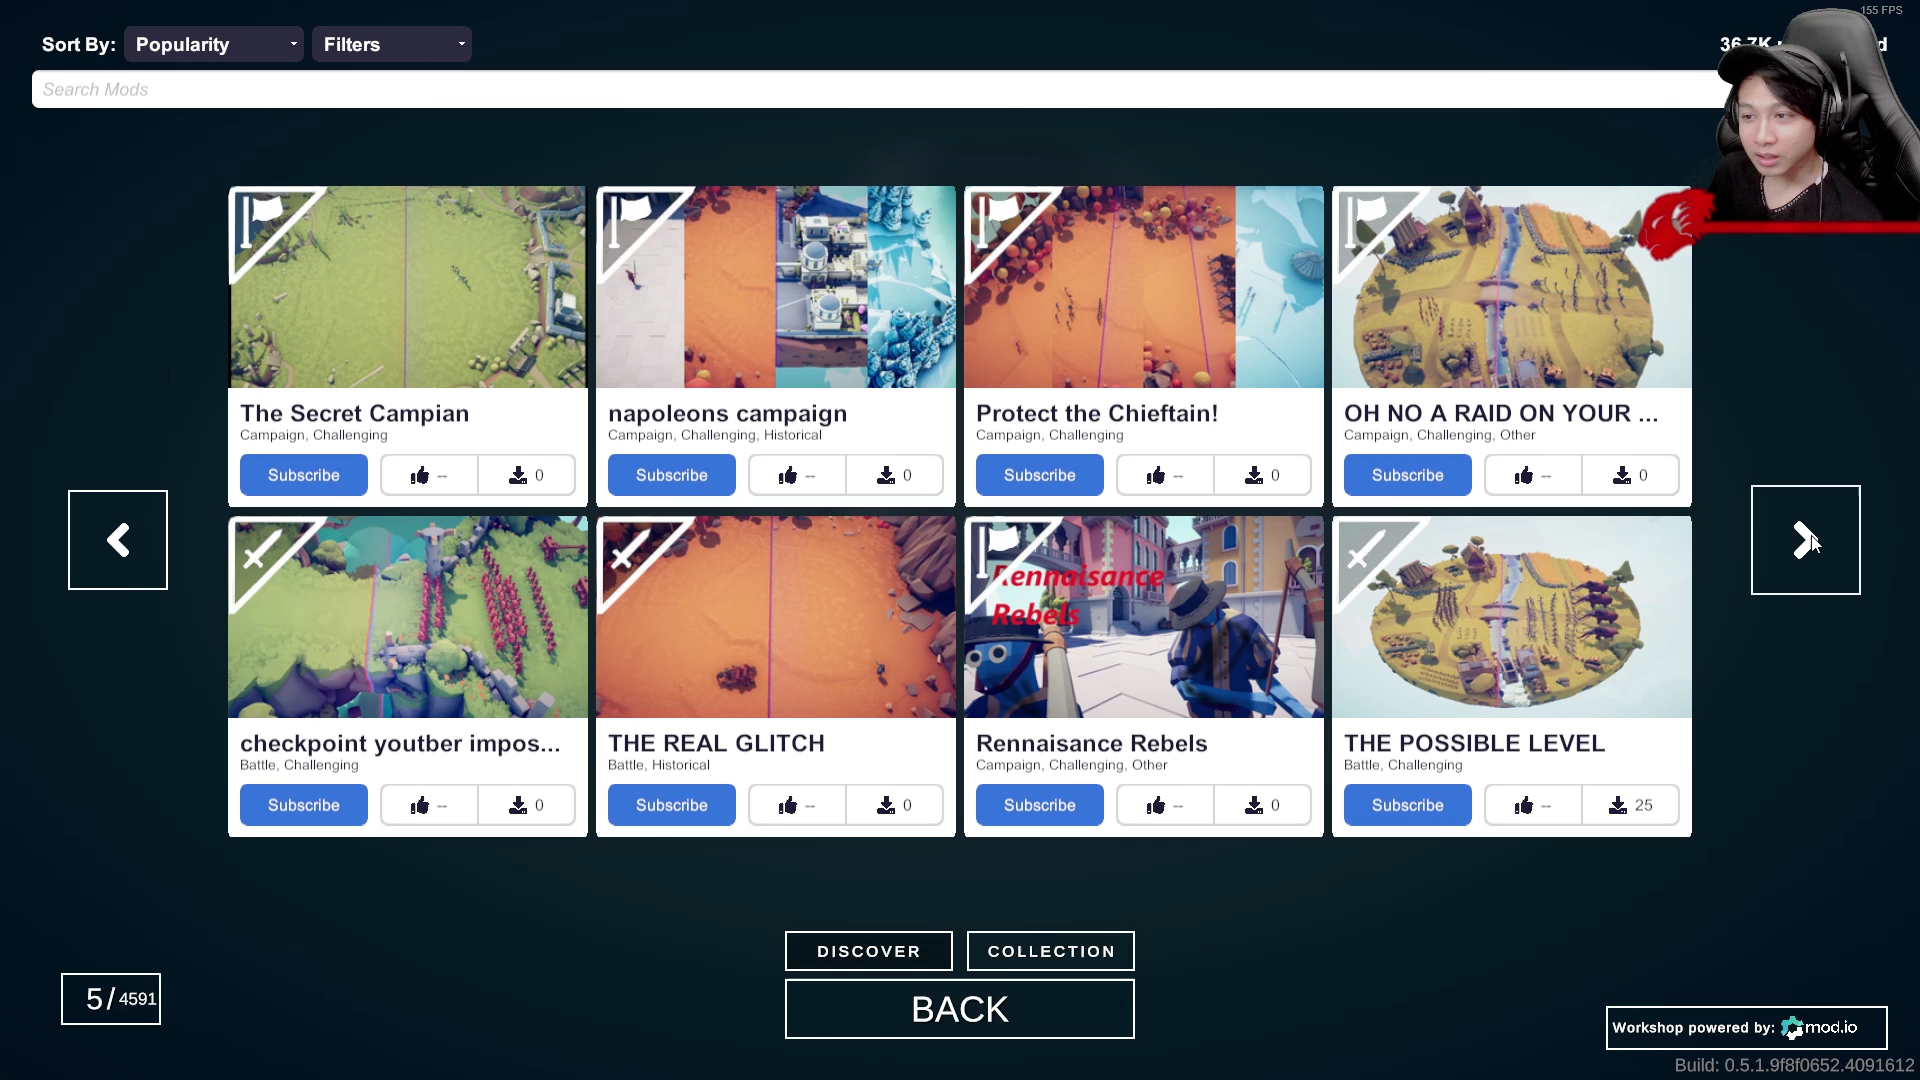 155 FPS
Sort By: Popularity Filters
36.7K
Search Mods
The Secret Campian
Campaign, Challenging
Subscribe -- 0
napoleons campaign
Campaign, Challenging, Historical
Subscribe -- 0
Protect the Chieftain!
Campaign, Challenging
Subscribe -- 0
OH NO A RAID ON YOUR ...
Campaign, Challenging, Other
Subscribe -- 0
checkpoint youtber impos...
Battle, Challenging
Subscribe -- 0
THE REAL GLITCH
Battle, Historical
Subscribe -- 0
Rennaisance
Rebels
Rennaisance Rebels
Campaign, Challenging, Other
Subscribe -- 0
THE POSSIBLE LEVEL
Battle, Challenging
Subscribe -- 25
DISCOVER COLLECTION
BACK
5/4591
Workshop powered by: mod.io
Build: 0.5.1.9f8f0652.4091612